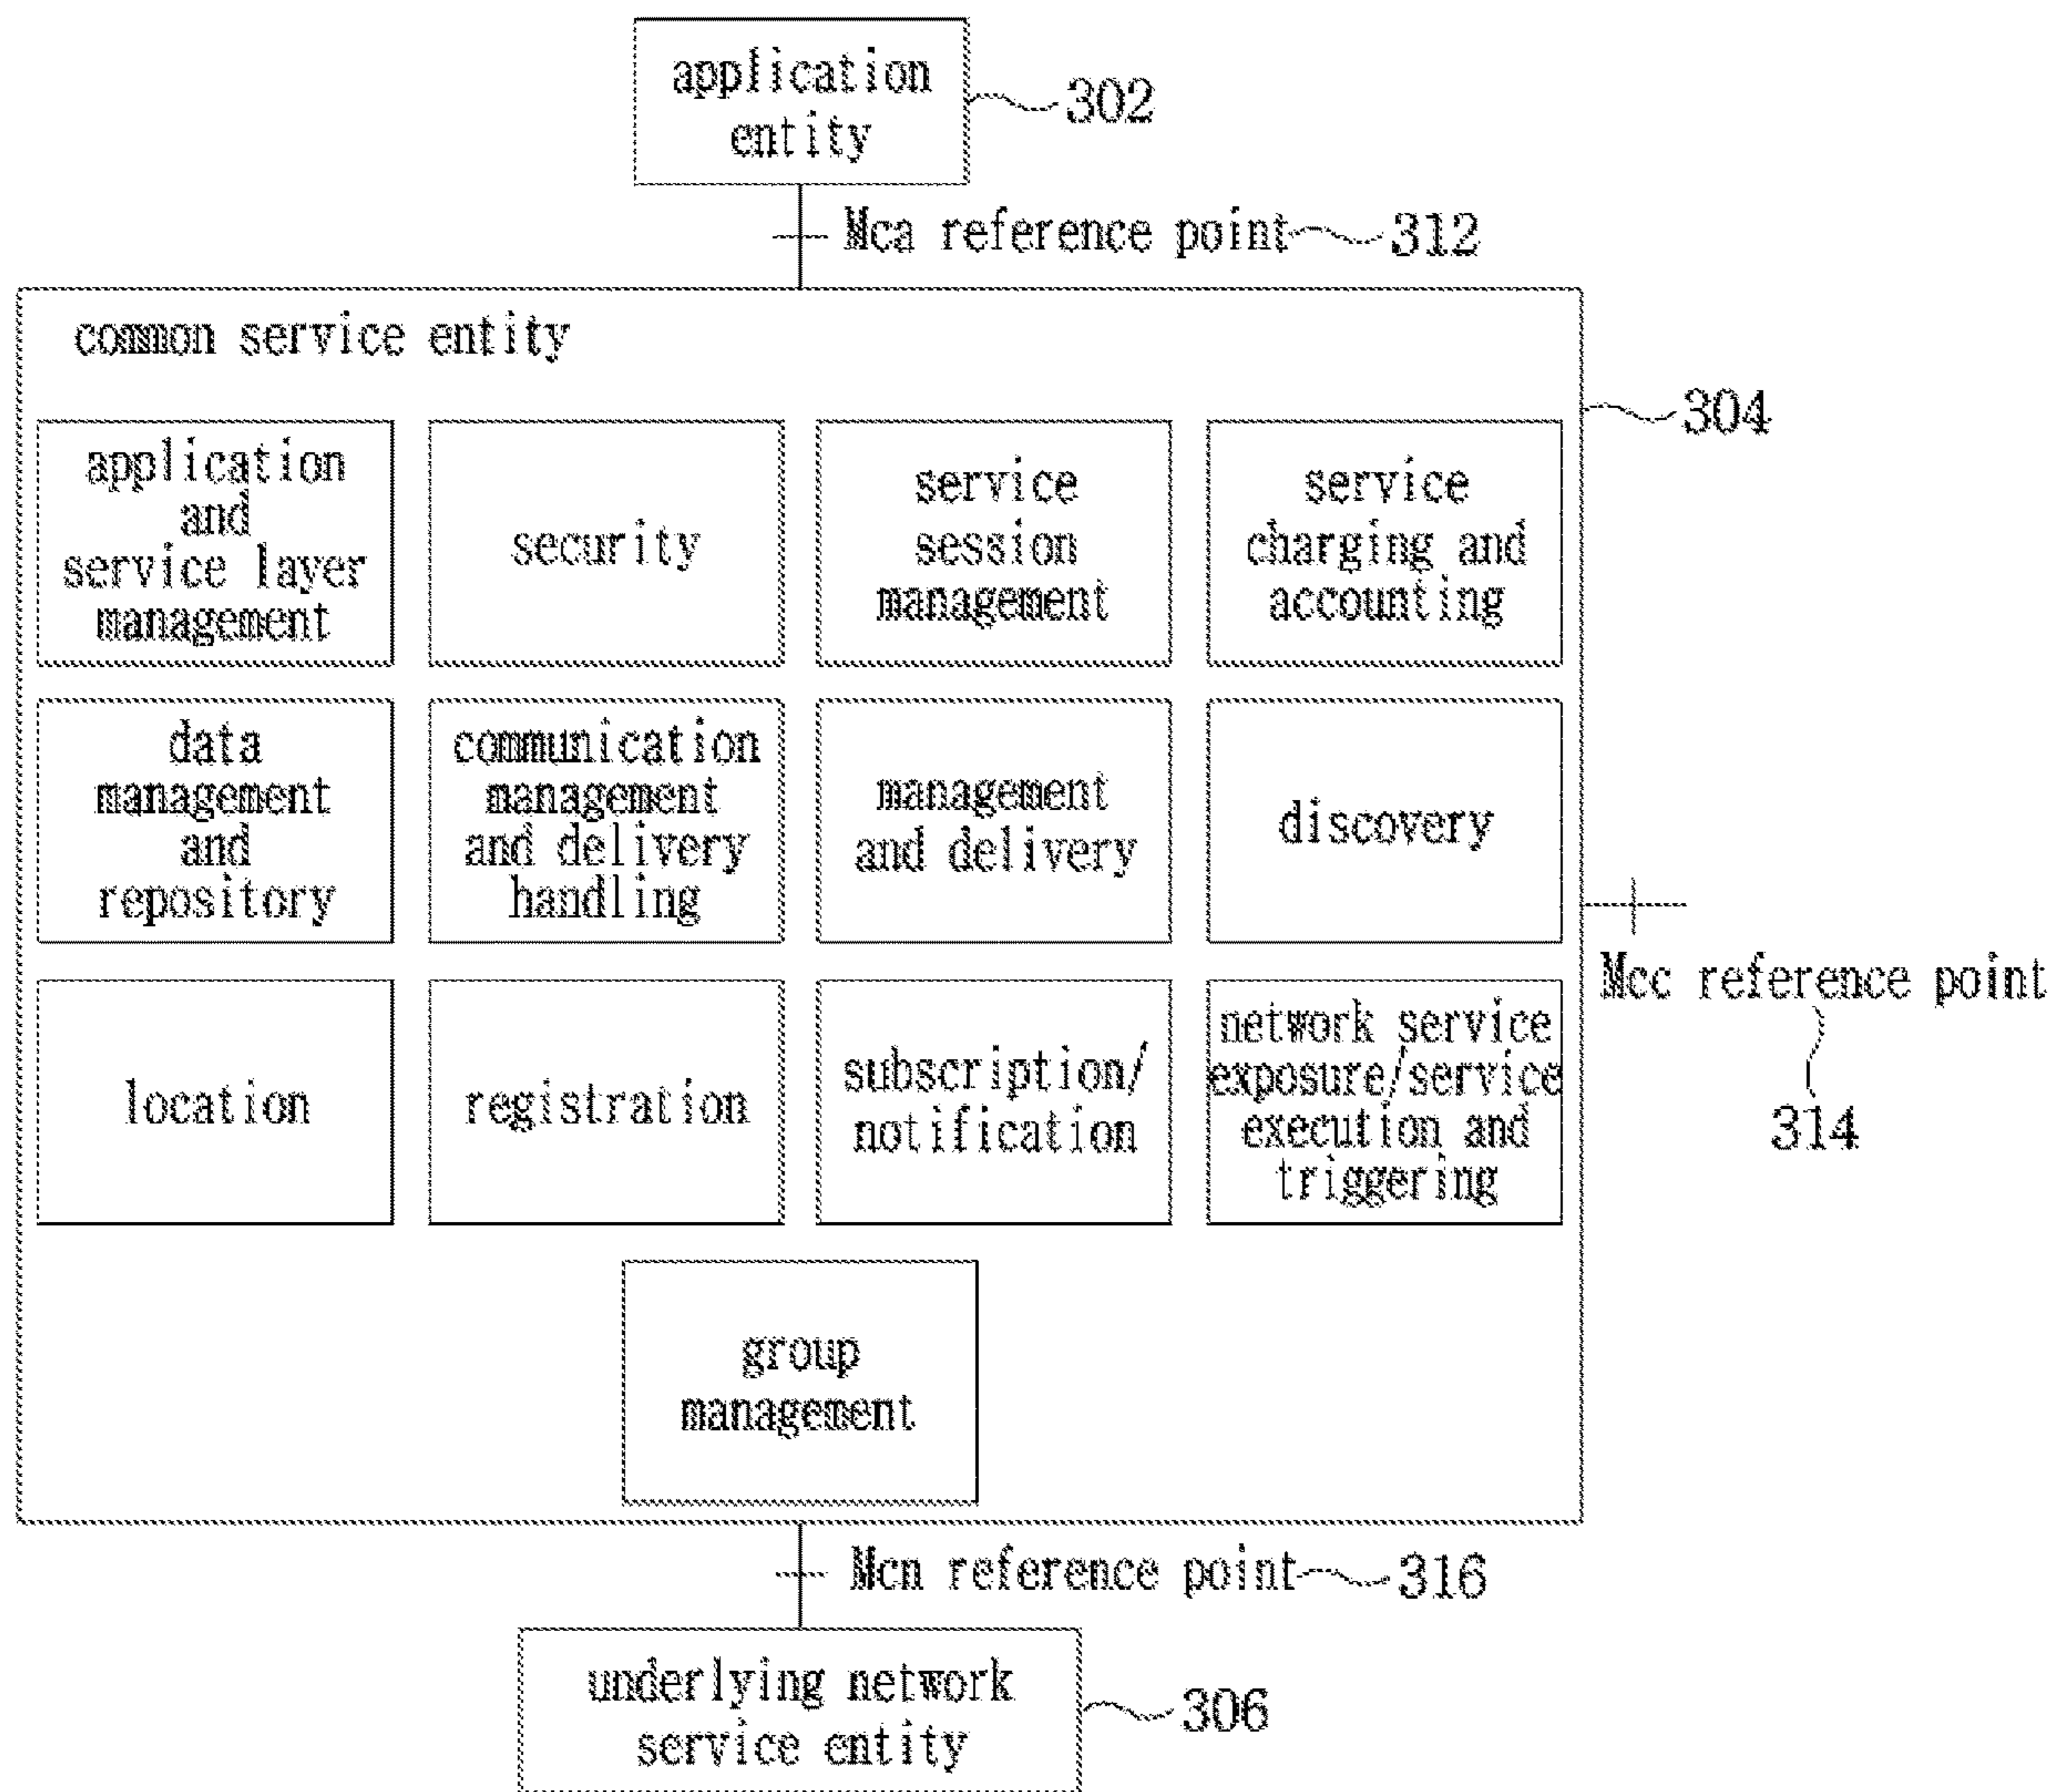 application
entity
302
Mca reference point
312
common service entity
304
application
and
service layer
management
security
service
session
management
service
charging and
accounting
data
management
and
repository
communication
management
and delivery
handling
management
and delivery
discovery
Mcc reference point
314
location
registration
subscription/
notification
network service
exposure/service
execution and
triggering
group
management
Mcn reference point
316
underlying network
service entity
306